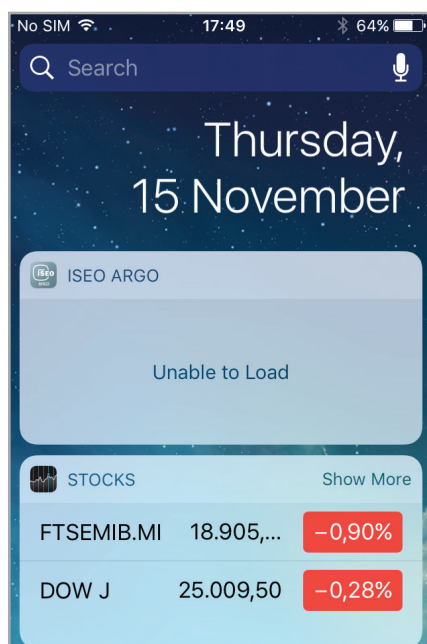 No SIM 17:49 64%
Search
Thursday,
15 November
ISEO ARGO
Unable to Load
STOCKS Show More
FTSEMIB.MI 18.905,... −0,90%
DOW J 25.009,50 −0,28%